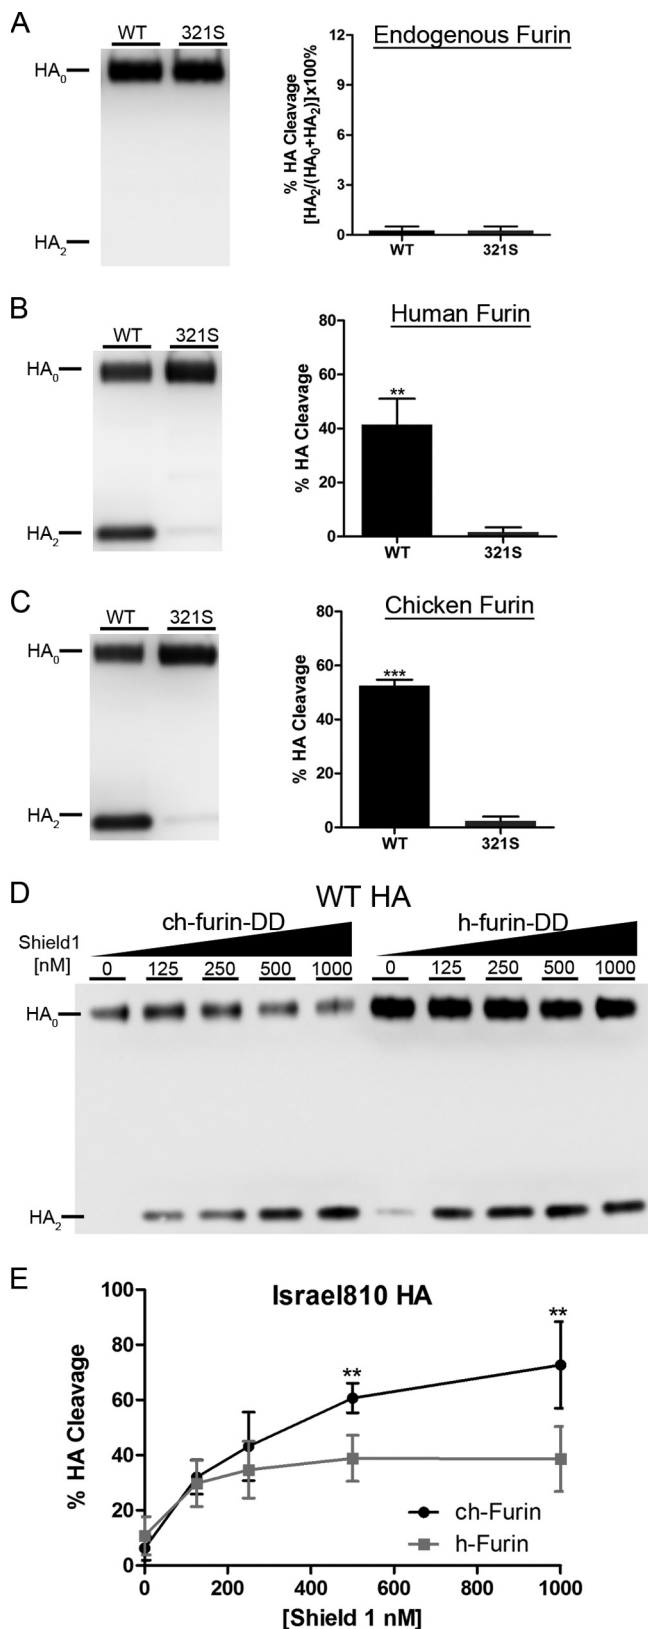 A
WT 321S
HA0
HA2
Endogenous Furin
% HA Cleavage
[HA2/(HA0+HA2)]x100%
12
9
6
3
0
WT 321S
B
WT 321S
HA0
HA2
Human Furin
% HA Cleavage
80
60
40
20
0
**
WT 321S
C
WT 321S
HA0
HA2
Chicken Furin
% HA Cleavage
80
60
40
20
0
***
WT 321S
D
WT HA
ch-furin-DD h-furin-DD
Shield1
[nM]
0 125 250 500 1000 0 125 250 500 1000
HA0
HA2
E
Israel810 HA
% HA Cleavage
100
80
60
40
20
0
** **
ch-Furin
h-Furin
0 200 400 600 800 1000
[Shield 1 nM]